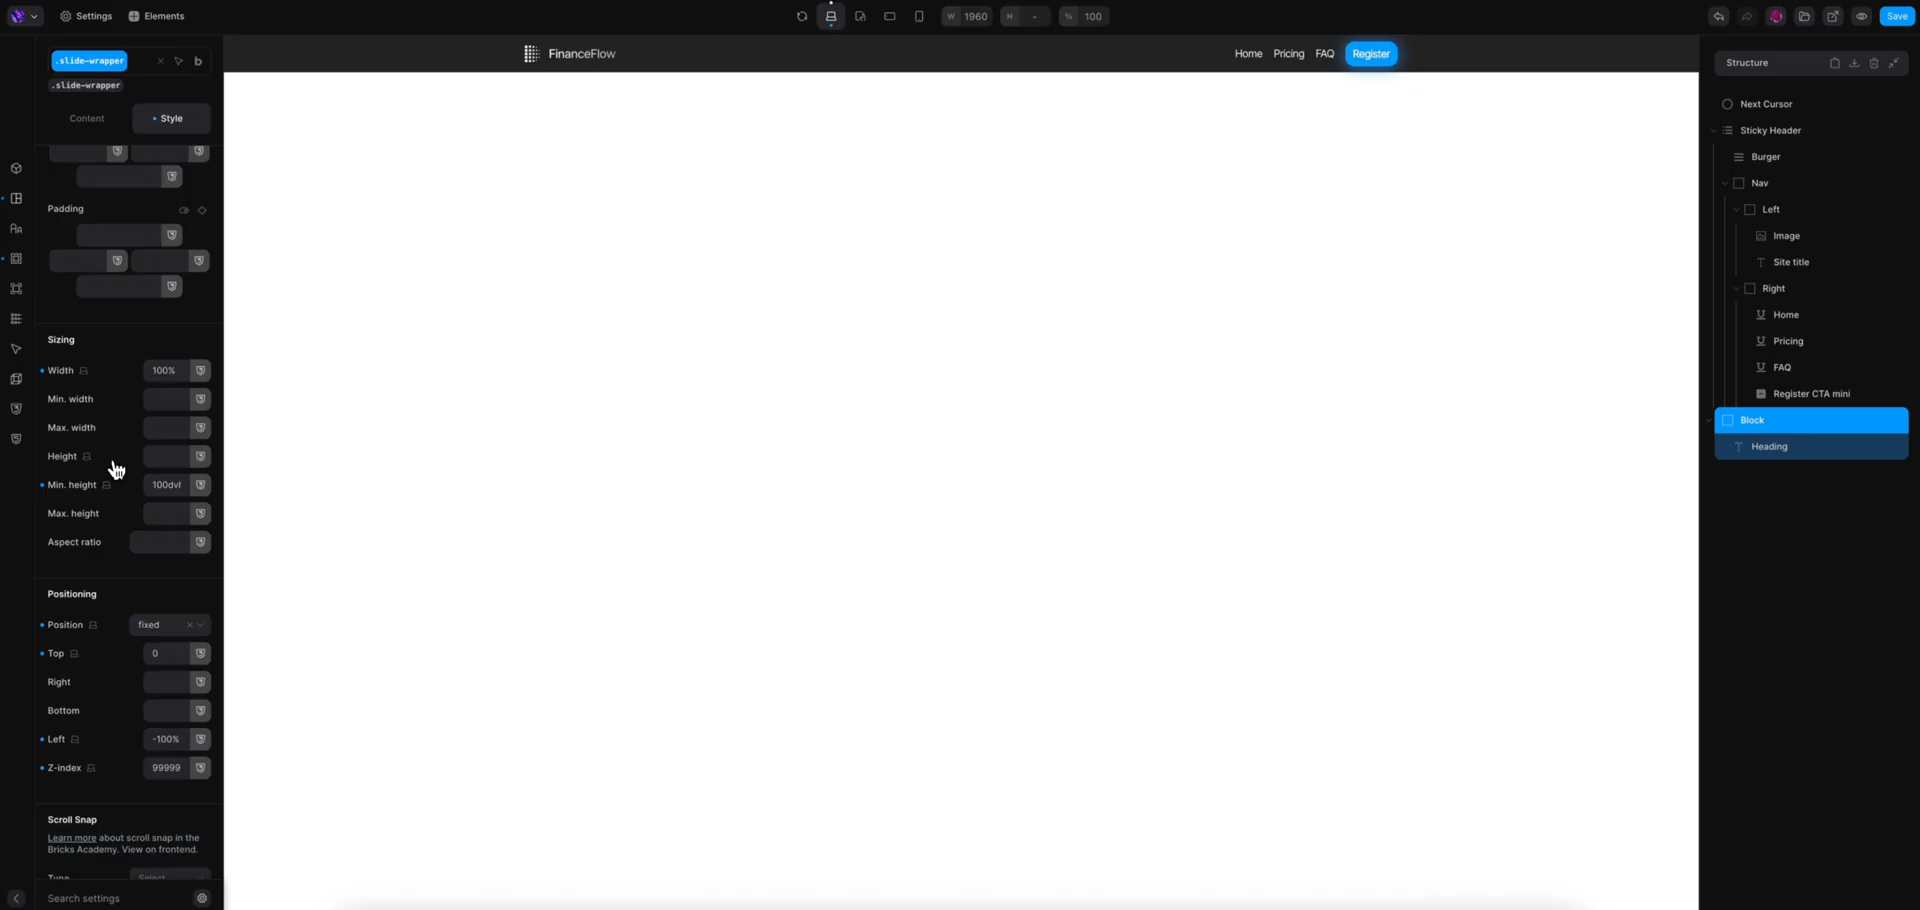 Settings Elements W 1960 H - % 100 Save
.slide-wrapper
.slide-wrapper
Content Style
Padding
Sizing
Width 100%
Min. width
Max. width
Height
Min. height 100dvh
Max. height
Aspect ratio
Positioning
Position fixed
Top 0
Right
Bottom
Left -100%
Z-index 99999
Scroll Snap
Learn more about scroll snap in the
Bricks Academy. View on frontend.
Type Select
Search settings
FinanceFlow Home Pricing FAQ Register
Structure
Next Cursor
Sticky Header
Burger
Nav
Left
Image
Site title
Right
Home
Pricing
FAQ
Register CTA mini
Block
Heading